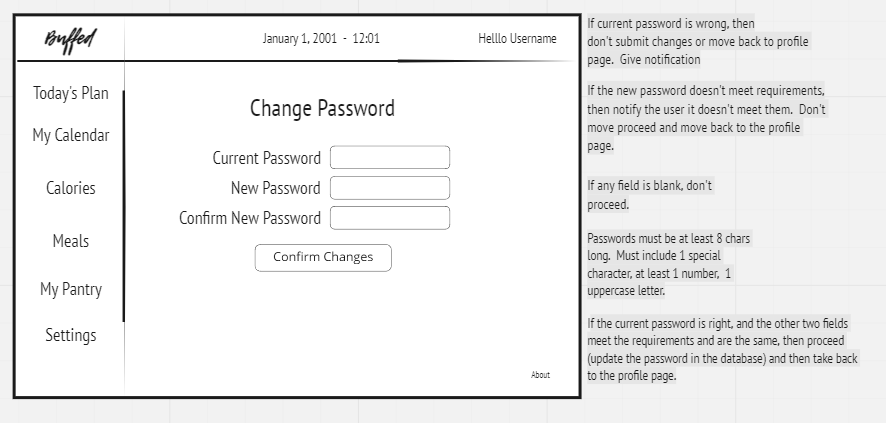 Buffed
January 1, 2001 - 12:01
Helllo Username
Today's Plan
My Calendar
Calories
Meals
My Pantry
Settings
Change Password
Current Password
New Password
Confirm New Password
Confirm Changes
About
If current password is wrong, then
don't submit changes or move back to profile
page. Give notification
If the new password doesn't meet requirements,
then notify the user it doesn't meet them. Don't
move proceed and move back to the profile
page.
If any field is blank, don't
proceed.
Passwords must be at least 8 chars
long. Must include 1 special
character, at least 1 number, 1
uppercase letter.
If the current password is right, and the other two fields
meet the requirements and are the same, then proceed
(update the password in the database) and then take back
to the profile page.